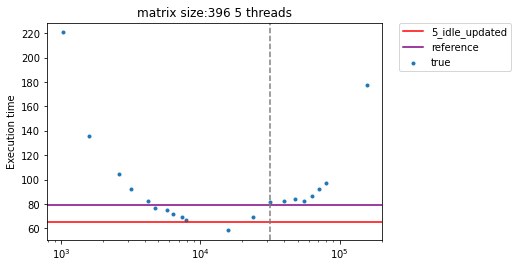 matrix size:396 5 threads
Execution time
220
200
180
160
140
120
100
80
60
10³
10⁴
10⁵
5_idle_updated
reference
true